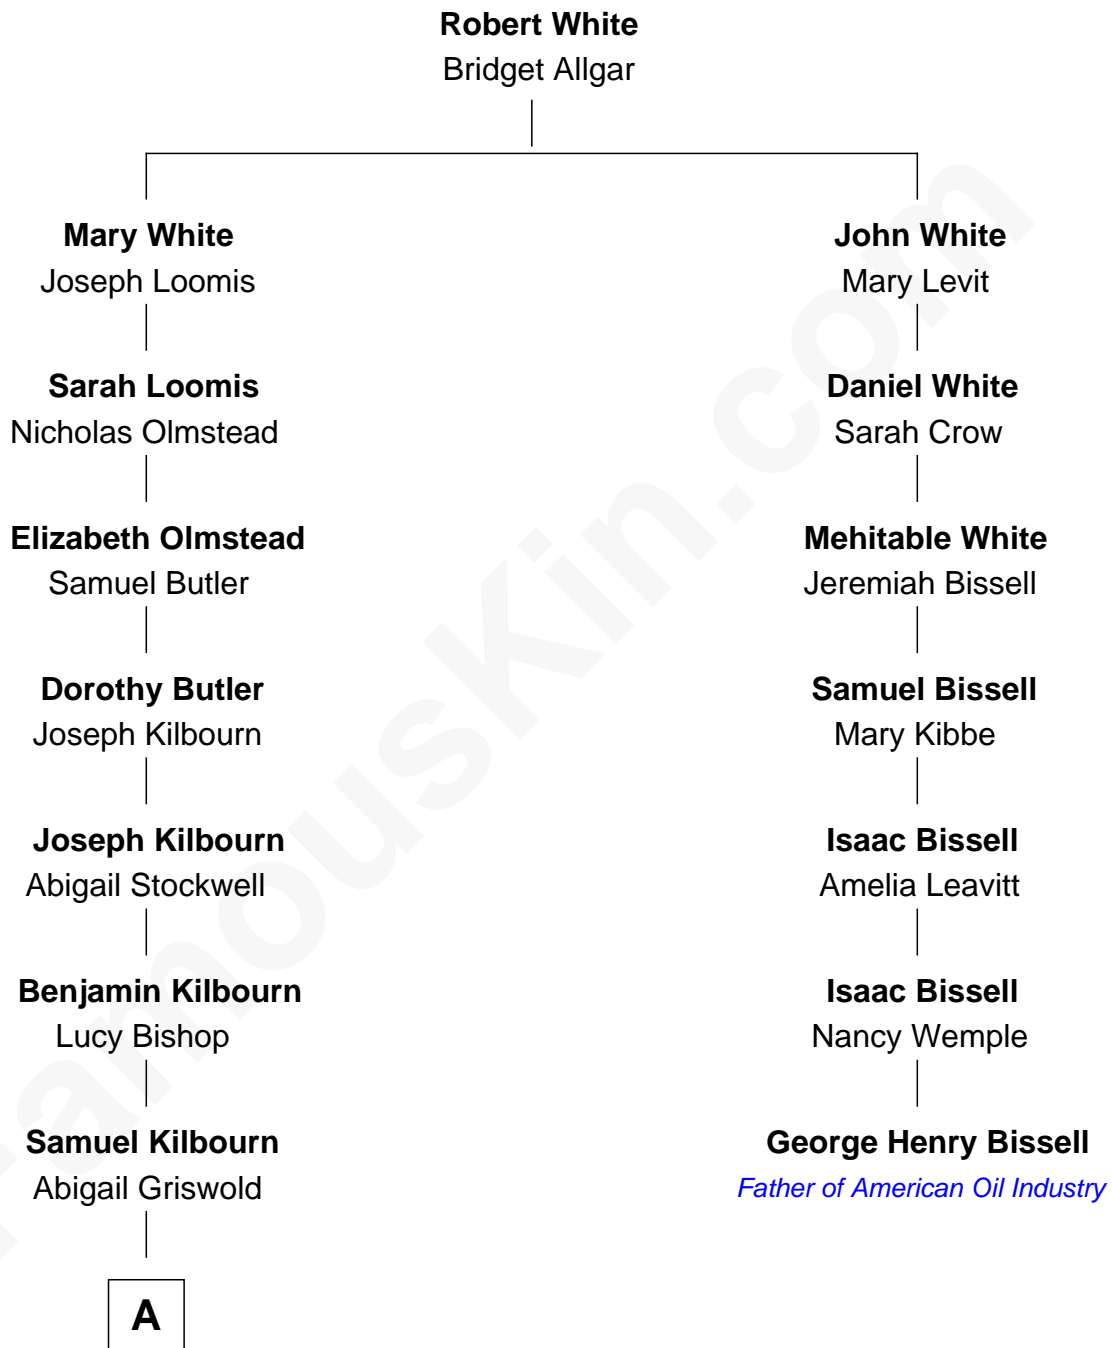 Robert White
Bridget Allgar
Mary White
Joseph Loomis
John White
Mary Levit
Sarah Loomis
Nicholas Olmstead
Daniel White
Sarah Crow
Elizabeth Olmstead
Samuel Butler
Mehitable White
Jeremiah Bissell
Dorothy Butler
Joseph Kilbourn
Samuel Bissell
Mary Kibbe
Joseph Kilbourn
Abigail Stockwell
Isaac Bissell
Amelia Leavitt
Benjamin Kilbourn
Lucy Bishop
Isaac Bissell
Nancy Wemple
Samuel Kilbourn
Abigail Griswold
George Henry Bissell
Father of American Oil Industry
A
FamousKin.com